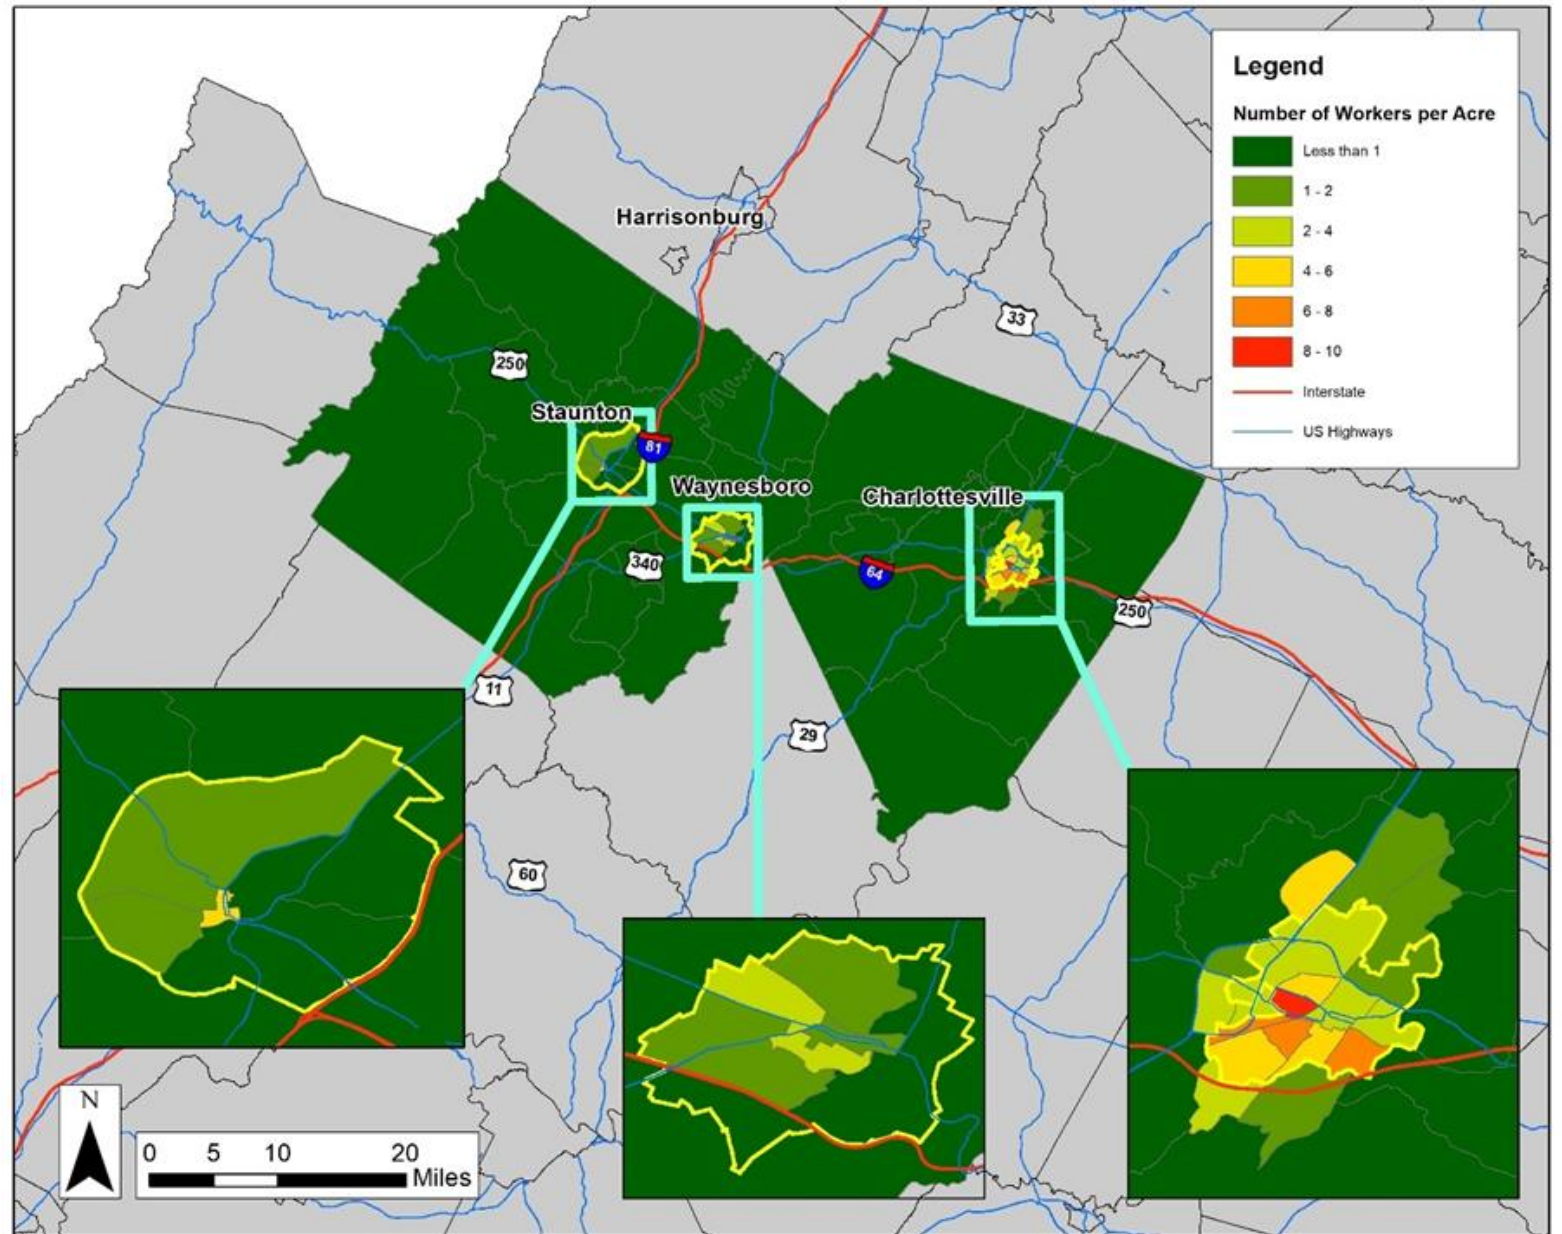 Legend
Number of Workers per Acre
Less than 1
1 - 2
2 - 4
4 - 6
6 - 8
8 - 10
Interstate
US Highways
Harrisonburg
33
250
Staunton
81
Waynesboro
Charlottesville
340
64
250
11
29
60
N
0 5 10 20
Miles